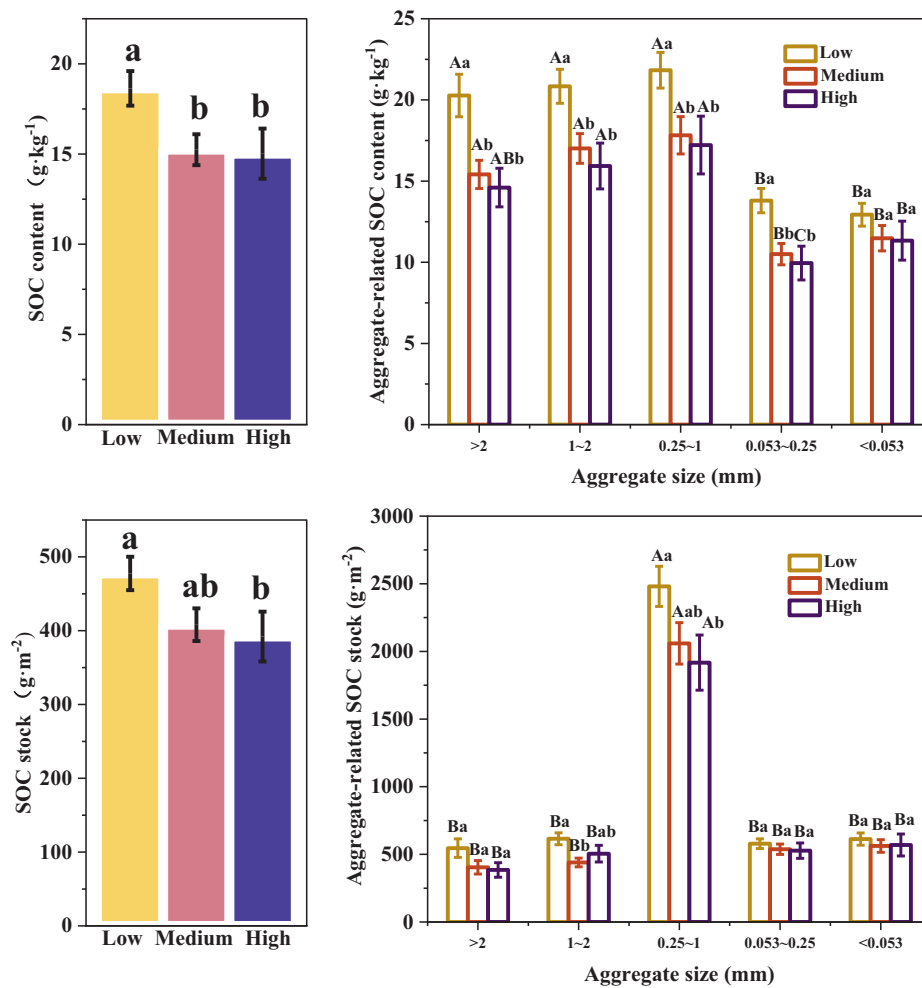 SOC content （g·kg-1)
20
15
10
5
0
a
b
b
Low Medium High
Aggregate-related SOC content (g·kg-1)
25
20
15
10
5
0
Low
Medium
High
Aa
Ab
ABb
Aa
Ab
Ab
Aa
Ab
Ab
Ba
Bb
Cb
Ba
Ba
Ba
>2 1~2 0.25~1 0.053~0.25 <0.053
Aggregate size (mm)
SOC stock （g·m-2)
500
400
300
200
100
0
a
ab
b
Low Medium High
Aggregate-related SOC stock (g·m-2)
3000
2500
2000
1500
1000
500
0
Low
Medium
High
Ba
Ba
Ba
Ba
Bb
Bab
Aa
Aab
Ab
Ba
Ba
Ba
Ba
Ba
Ba
>2 1~2 0.25~1 0.053~0.25 <0.053
Aggregate size (mm)